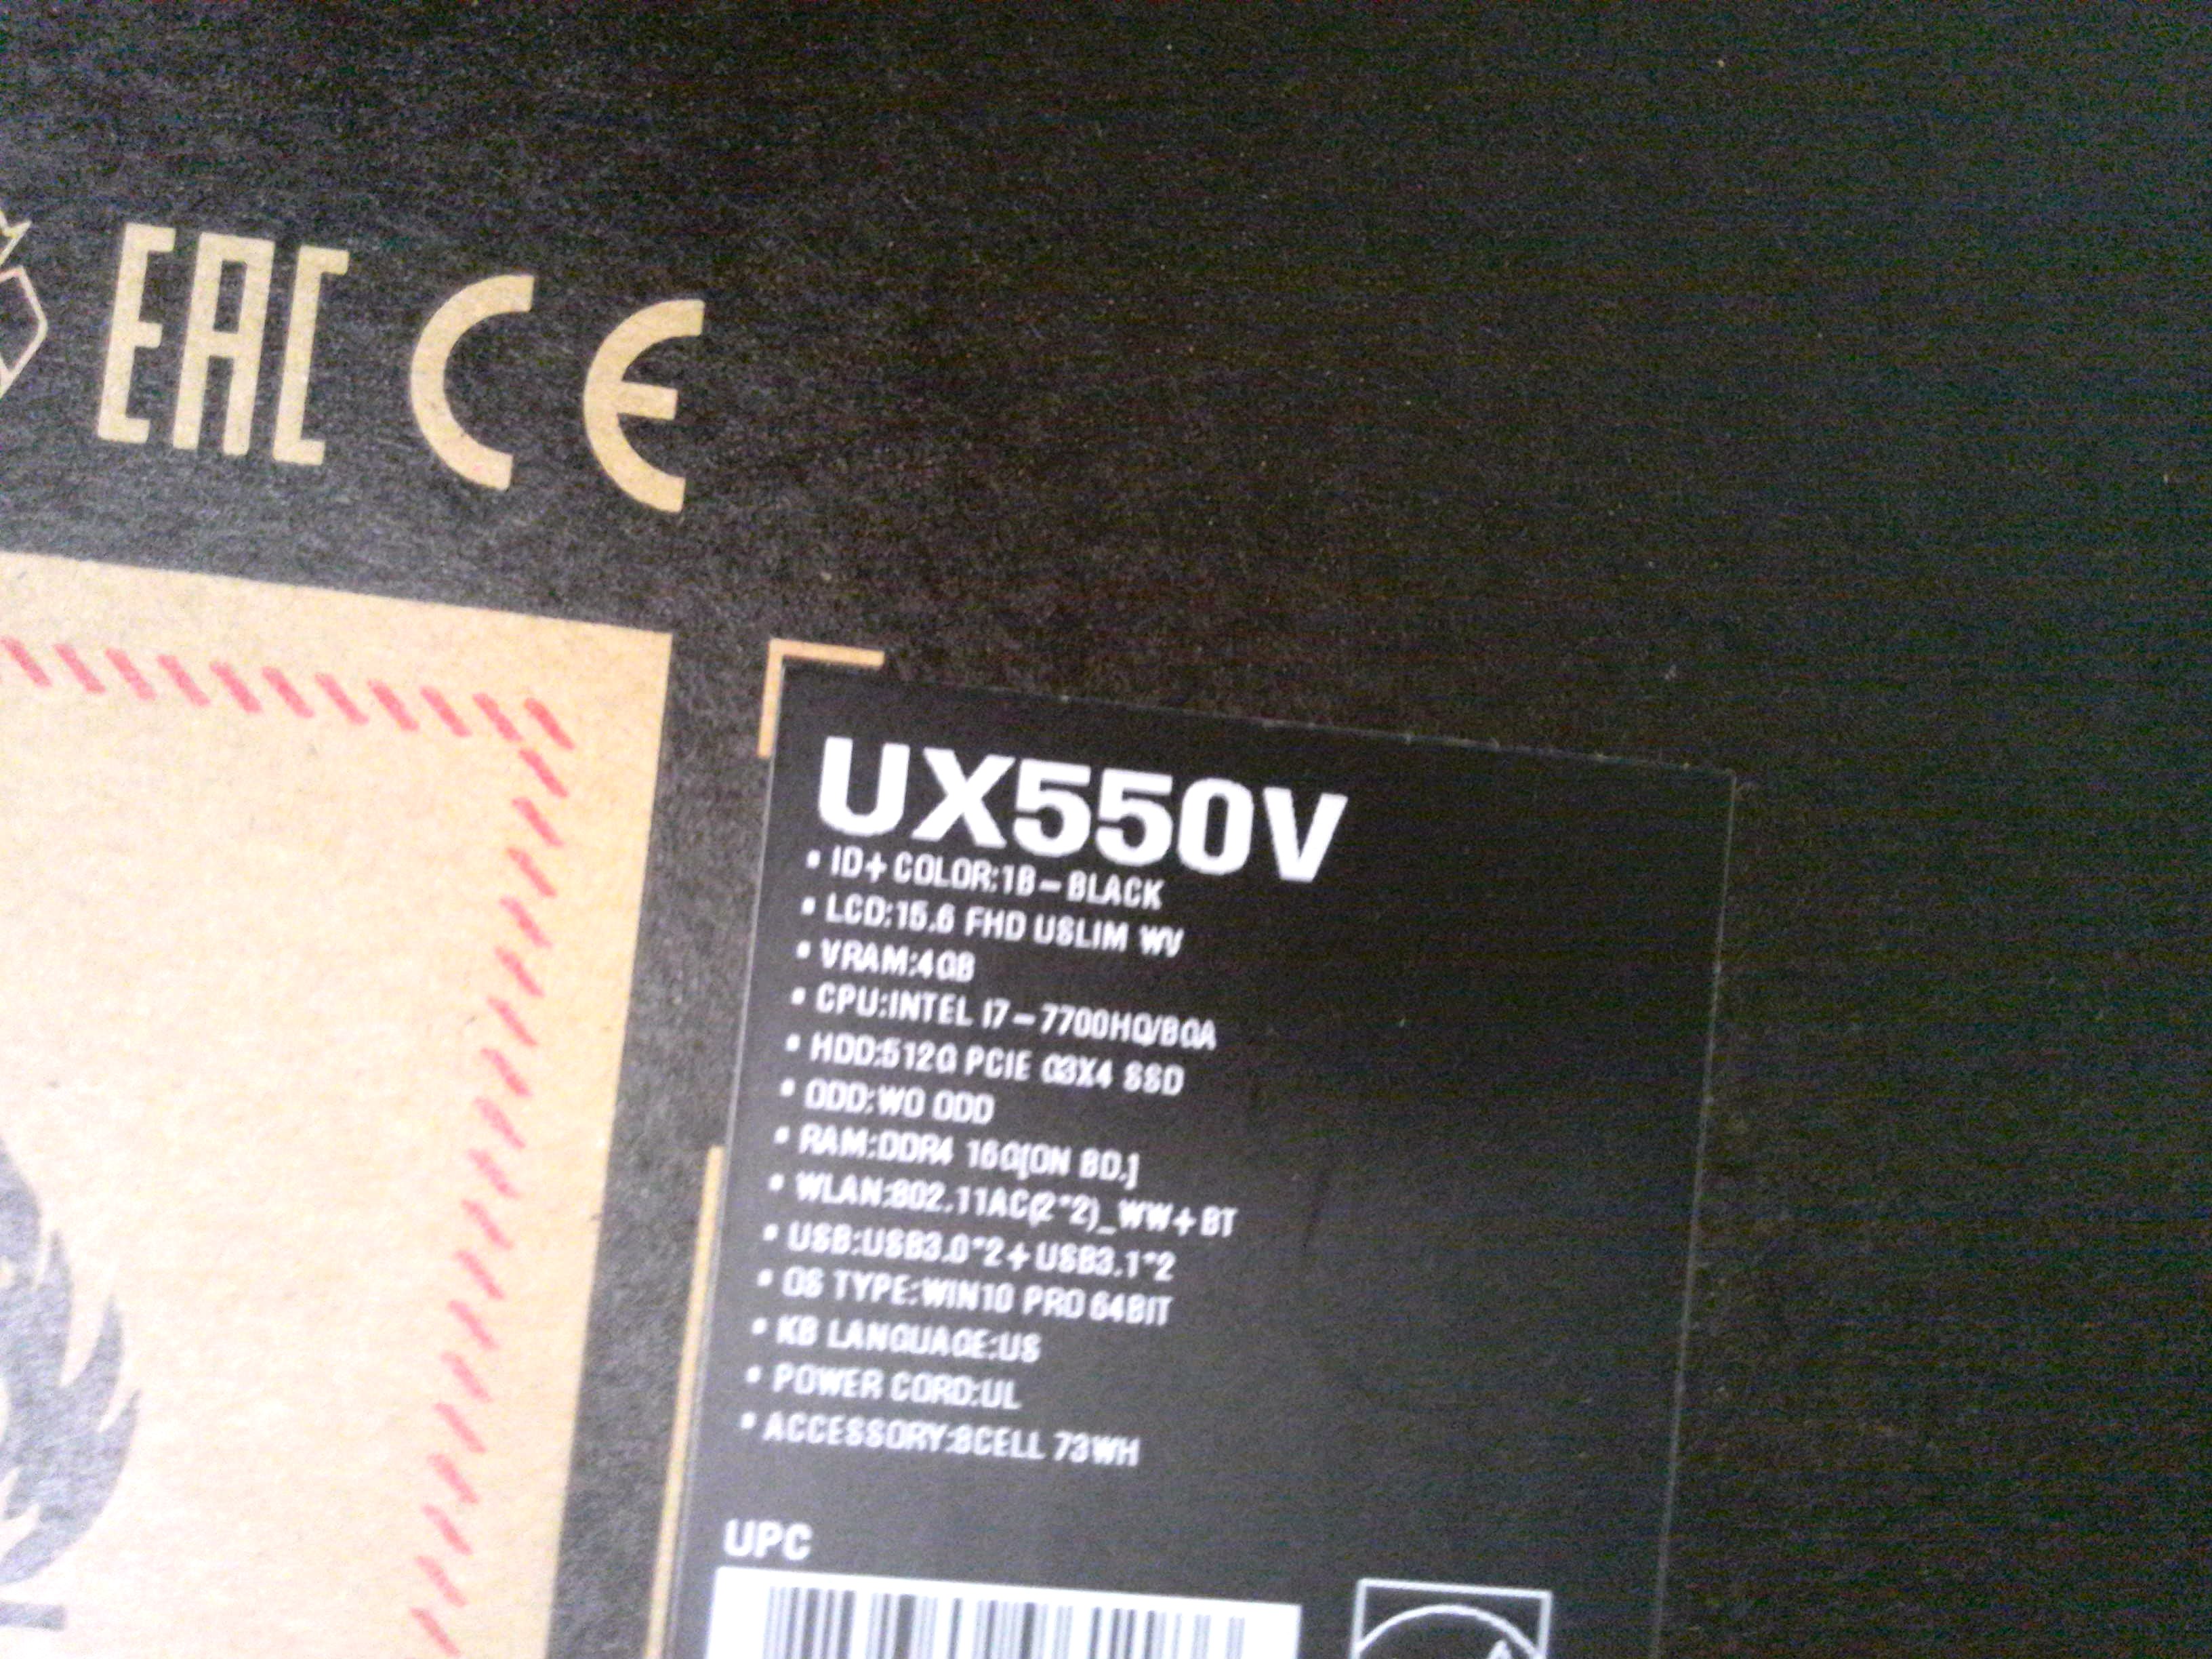 EAC CE
UX550V
• ID+COLOR:1B-BLACK
• LCD:15.6 FHD USLIM WV
• VRAM:4GB
• CPU:INTEL I7-7700HQ/BGA
• HDD:512G PCIE G3X4 SSD
• ODD:WO ODD
• RAM:DDR4 16G[ON BD.]
• WLAN:802.11AC(2*2)_WW+BT
• USB:USB3.0*2+USB3.1*2
• OS TYPE:WIN10 PRO 64BIT
• KB LANGUAGE:US
• POWER CORD:UL
• ACCESSORY:8CELL 73WH
UPC